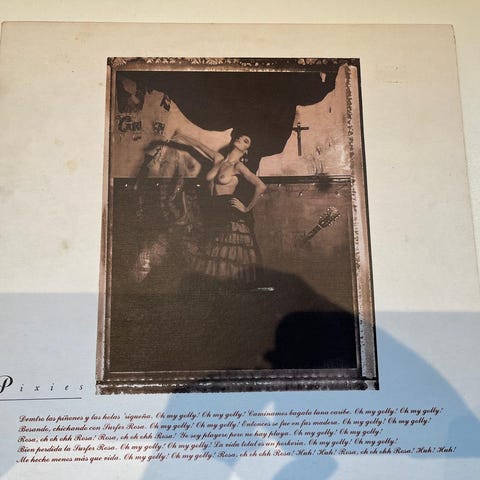 Pixies
Demtro las piñones y las holas 'riqueña. Oh my golly! Oh my golly! Caminamos bagala luna caribe. Oh my golly! Oh my golly!
Besando, chichando con Surfer Rosa. Oh my golly! Oh my golly! Entonces se fue en fus madera. Oh my golly! Oh my golly!
Rosa, oh oh ohh Rosa! Rosa, oh oh ohh Rosa! Yo soy playero pero no hay playa. Oh my golly! Oh my golly!
Bien perdida la Surfer Rosa. Oh my golly! Oh my golly! La vida total es un porkeria. Oh my golly! Oh my golly!
Me hecho menos más que vida. Oh my golly! Oh my golly! Rosa, oh oh ohh Rosa! Huh! Huh! Rosa, oh oh ohh Rosa! Huh! Huh!